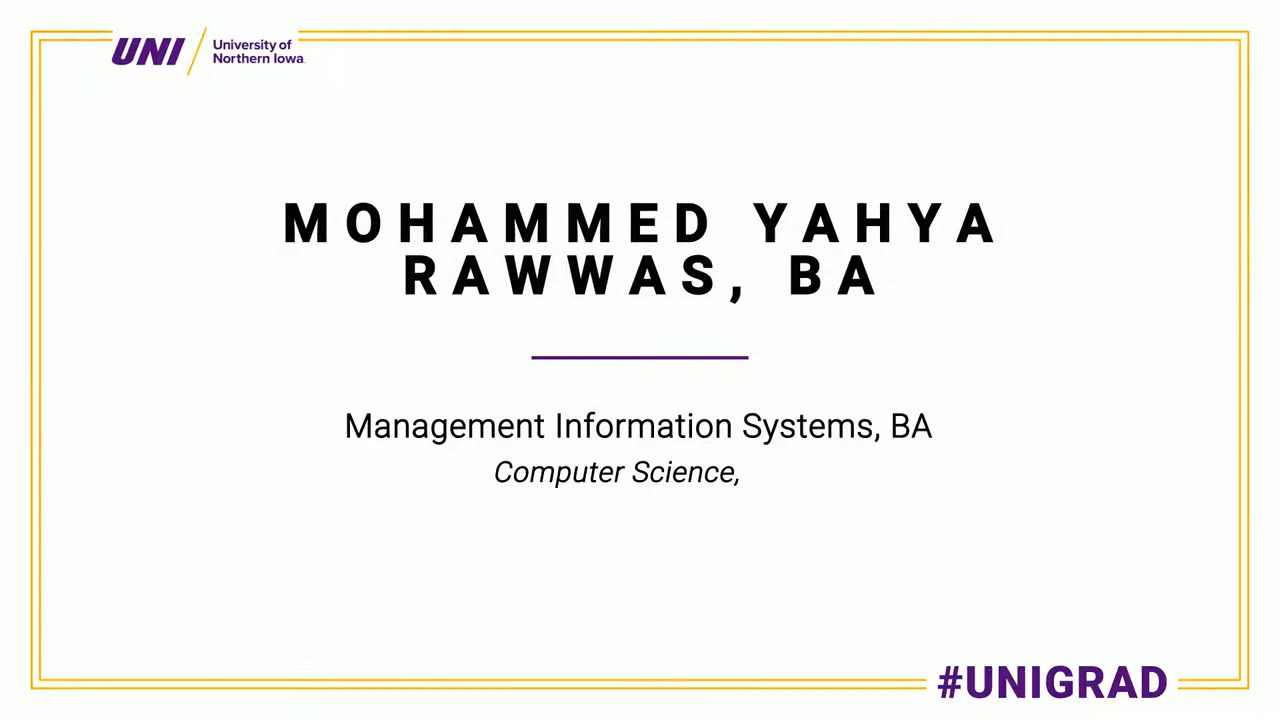 UNI
University of
Northern Iowa
MOHAMMED YAHYA
RAWWAS, BA
Management Information Systems, BA
Computer Science,
#UNIGRAD